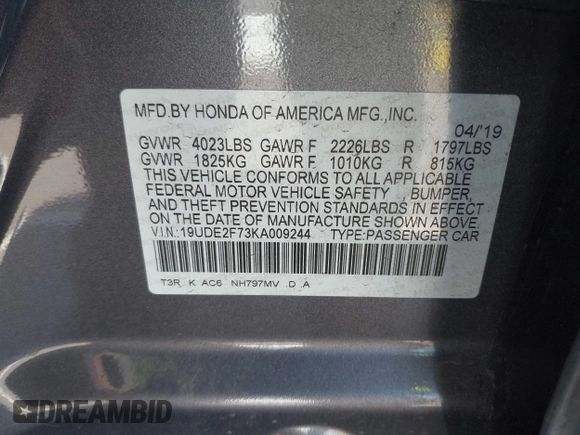 MFD.BY HONDA OF AMERICA MFG.,INC.
04/'19
GVWR 4023LBS GAWR F 2226LBS R 1797LBS
GVWR 1825KG GAWR F 1010KG R 815KG
THIS VEHICLE CONFORMS TO ALL APPLICABLE
FEDERAL MOTOR VEHICLE SAFETY , BUMPER,
AND THEFT PREVENTION STANDARDS IN EFFECT
ON THE DATE OF MANUFACTURE SHOWN ABOVE.
V.I.N.:19UDE2F73KA009244 TYPE:PASSENGER CAR
T3R K AC6 NH797MV .D .A
DREAMBID